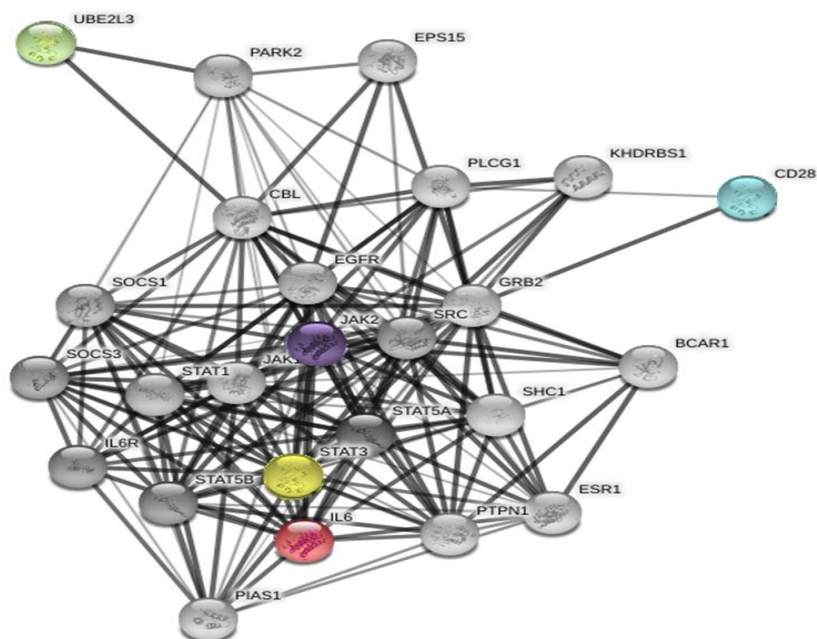 UBE2L3
EPS15
PARK2
KHDRBS1
PLCG1
CD28
CBL
EGFR
SOCS1
GRB2
JAK2
SRC
BCAR1
SOCS3
STAT1
SHC1
STAT5A
IL6R
STAT3
STAT5B
ESR1
PTPN1
IL6
PIAS1